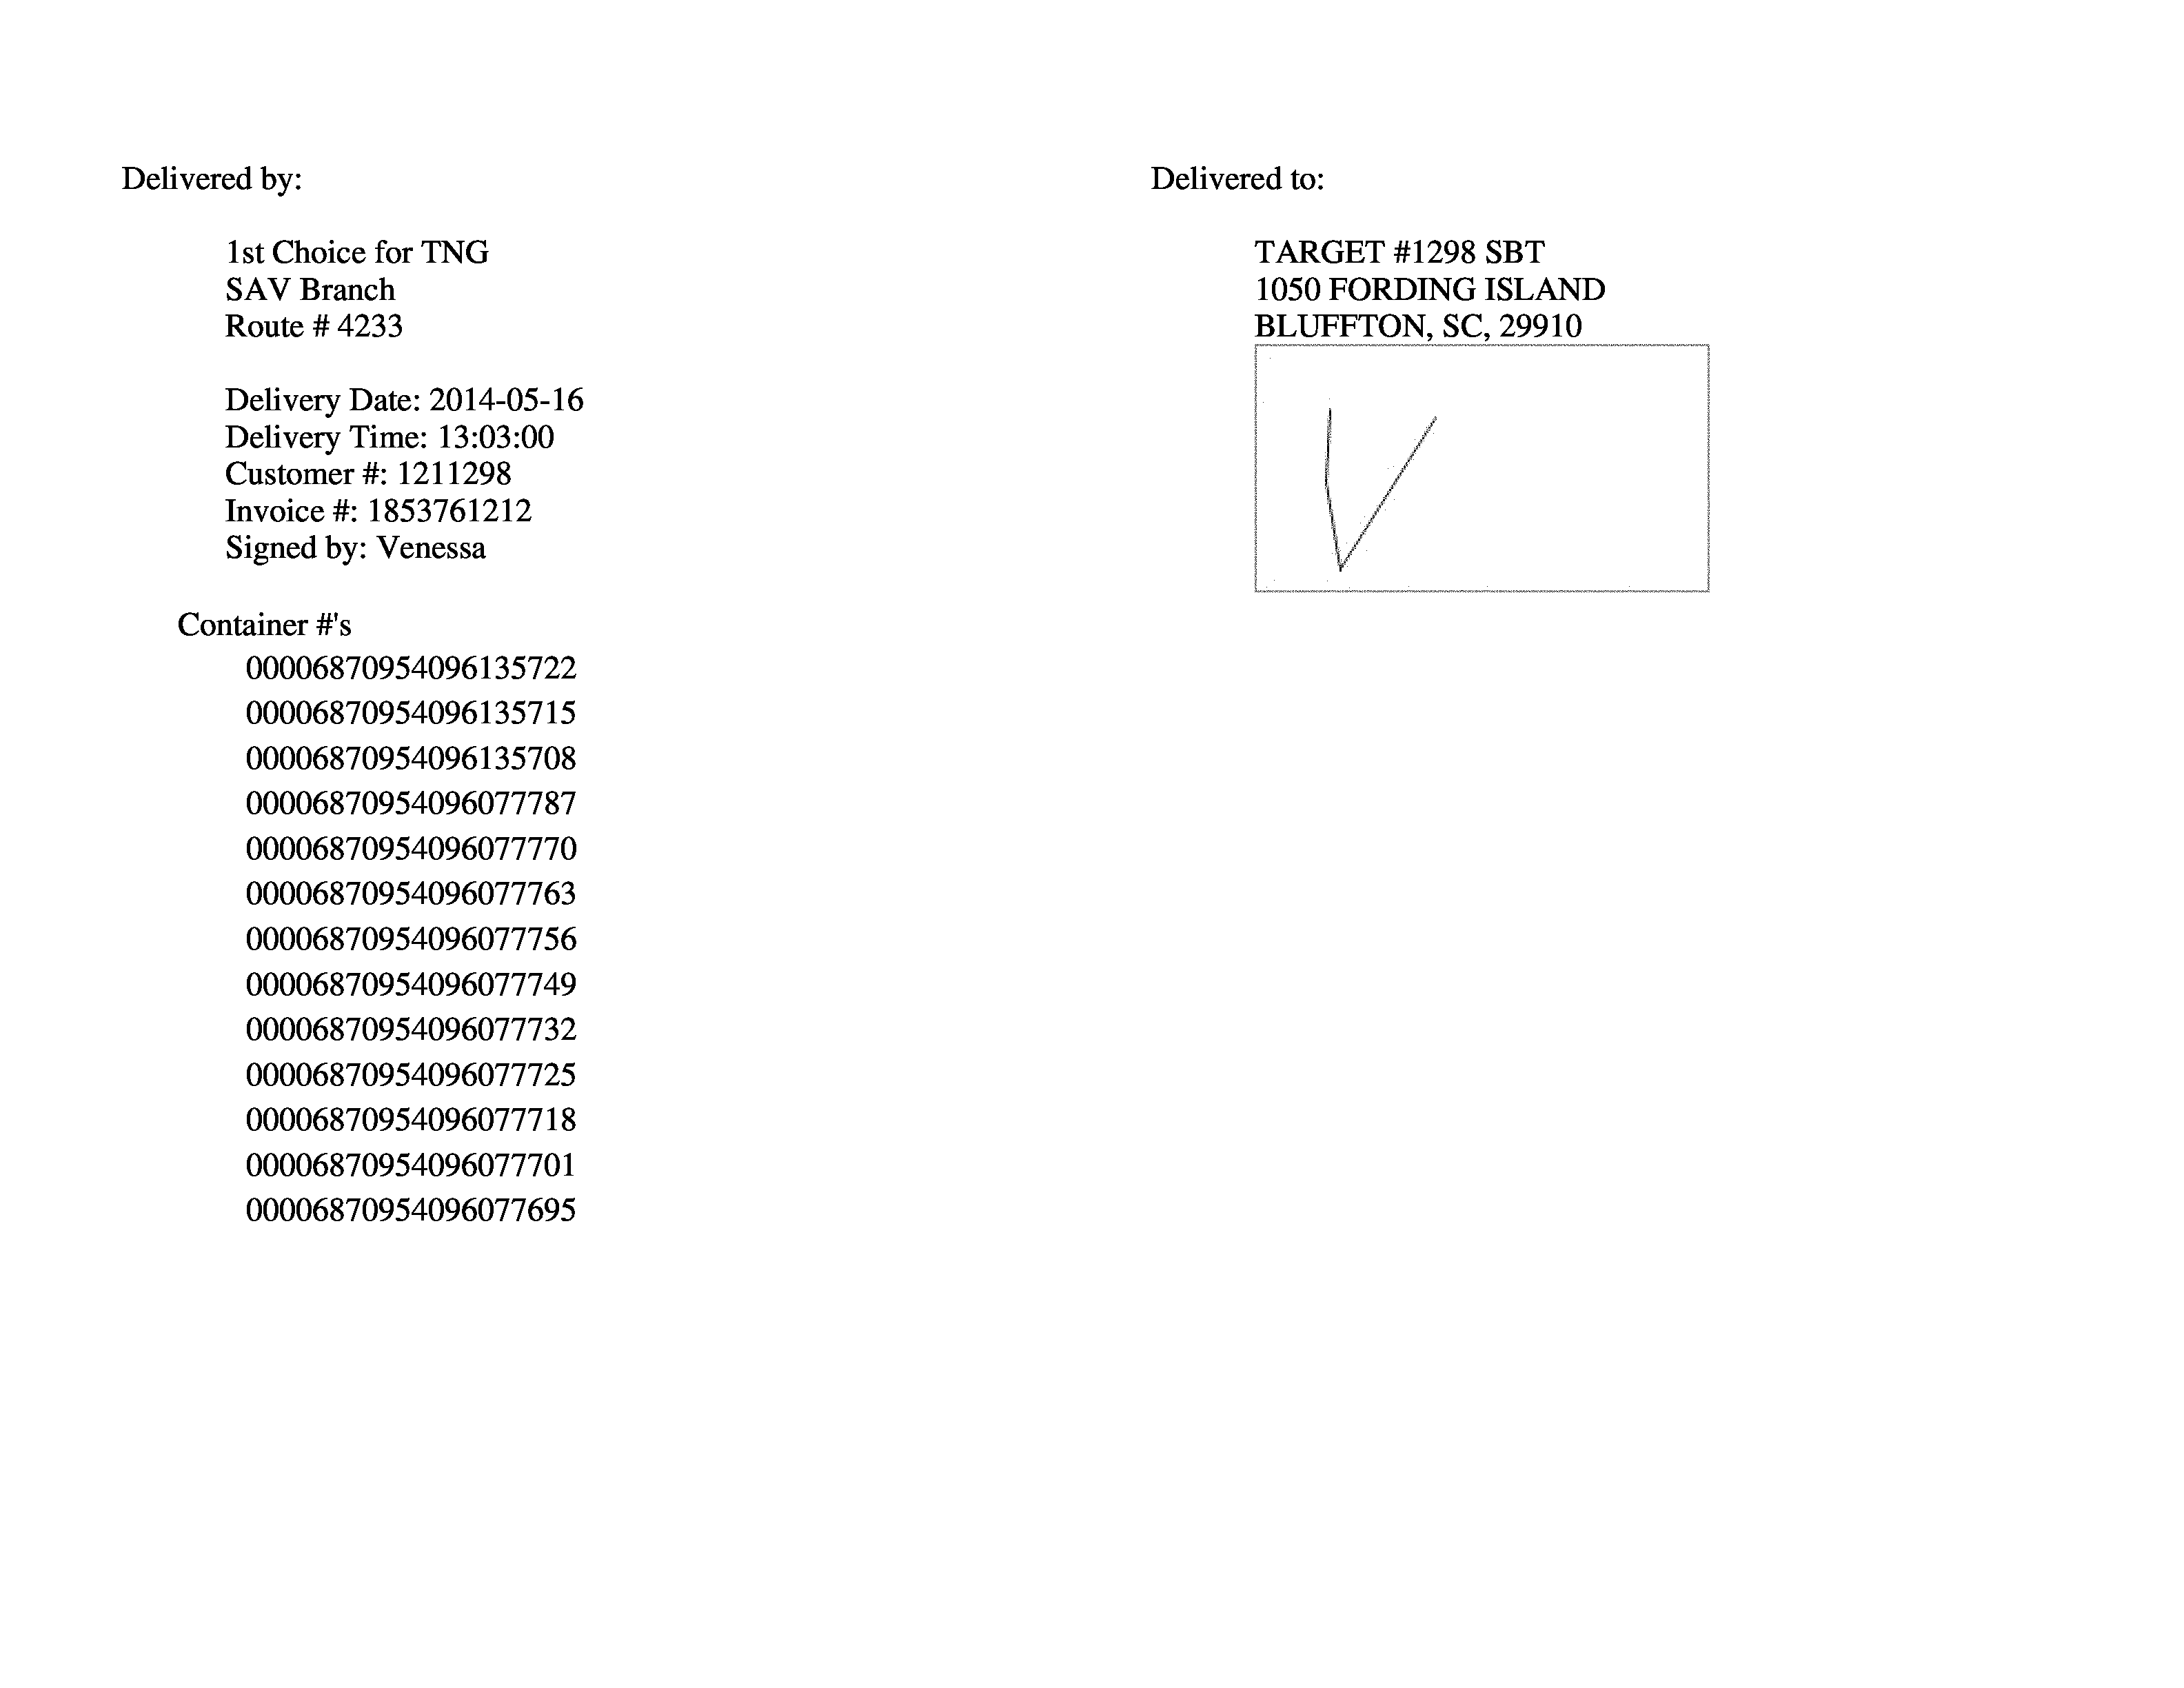 Delivered by:
1st Choice for TNG
SAV Branch
Route # 4233
Delivery Date: 2014-05-16
Delivery Time: 13:03:00
Customer #: 1211298
Invoice #: 1853761212
Signed by: Venessa
Container #'s
00006870954096135722
00006870954096135715
00006870954096135708
00006870954096077787
00006870954096077770
00006870954096077763
00006870954096077756
00006870954096077749
00006870954096077732
00006870954096077725
00006870954096077718
00006870954096077701
00006870954096077695
Delivered to:
TARGET #1298 SBT
1050 FORDING ISLAND
BLUFFTON, SC, 29910
V